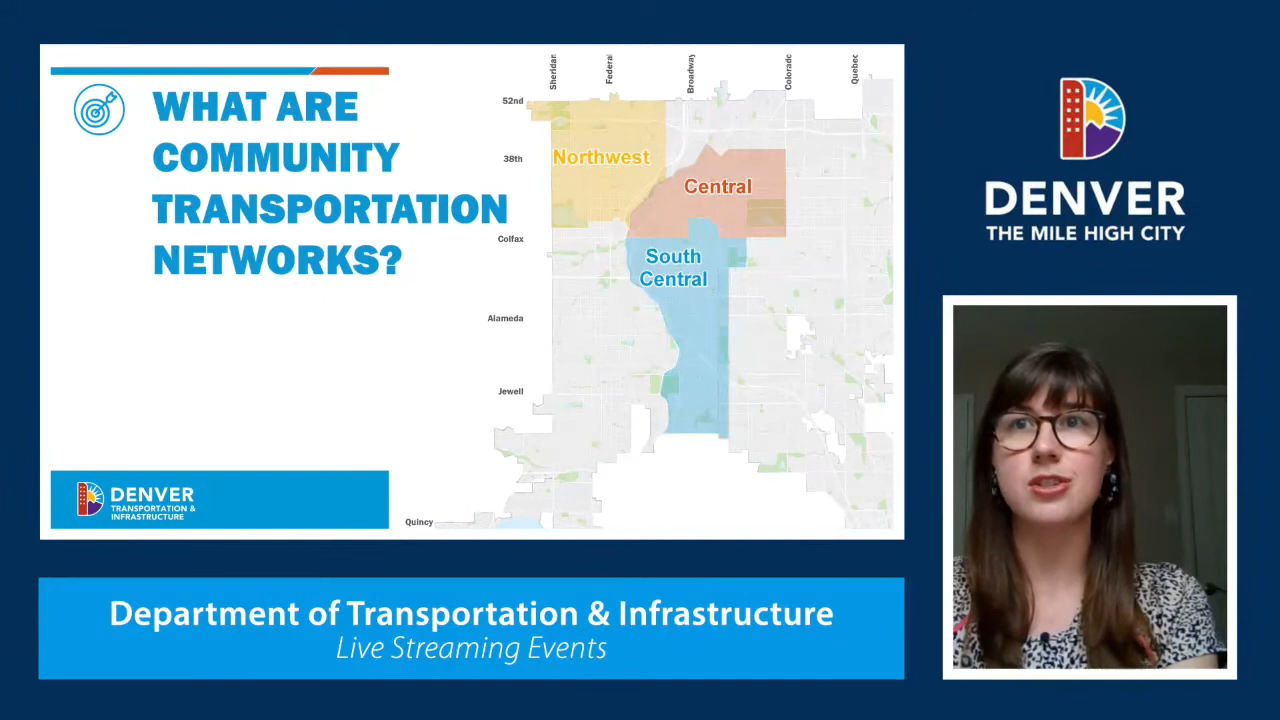 WHAT ARE
COMMUNITY
TRANSPORTATION
NETWORKS?
Sheridan
Federal
Broadway
Colorado
Quebec
52nd
38th
Colfax
Alameda
Jewell
Quincy
Northwest
Central
South
Central
DENVER
TRANSPORTATION &
INFRASTRUCTURE
DENVER
THE MILE HIGH CITY
Department of Transportation & Infrastructure
Live Streaming Events